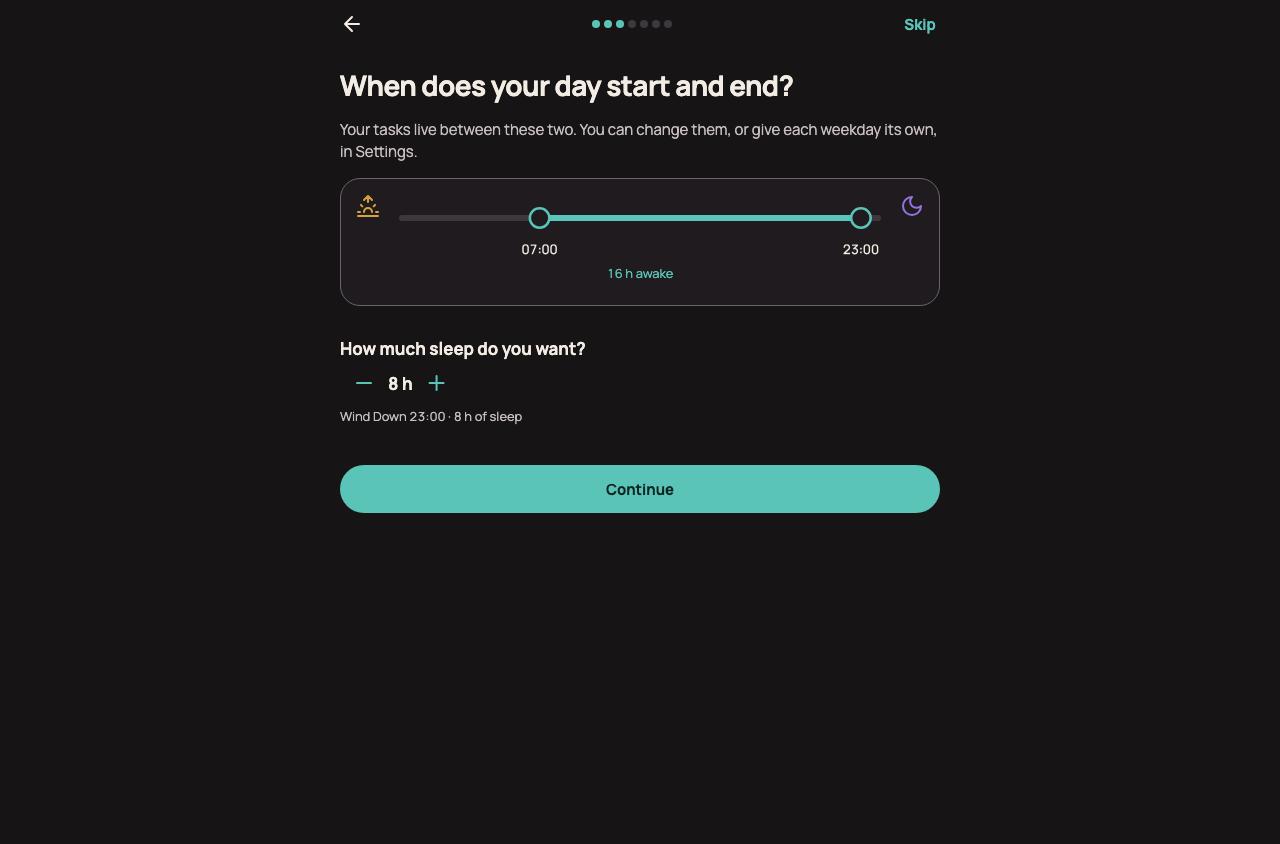 Skip
When does your day start and end?
Your tasks live between these two. You can change them, or give each weekday its own,
in Settings.
07:00
23:00
16 h awake
How much sleep do you want?
8 h
Wind Down 23:00 · 8 h of sleep
Continue